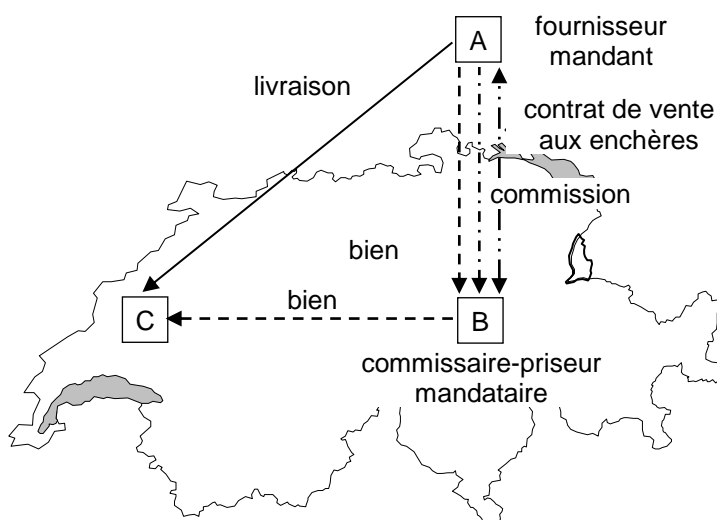 A
fournisseur
mandant
livraison
contrat de vente
aux enchères
commission
bien
bien
C
B
commissaire-priseur
mandataire